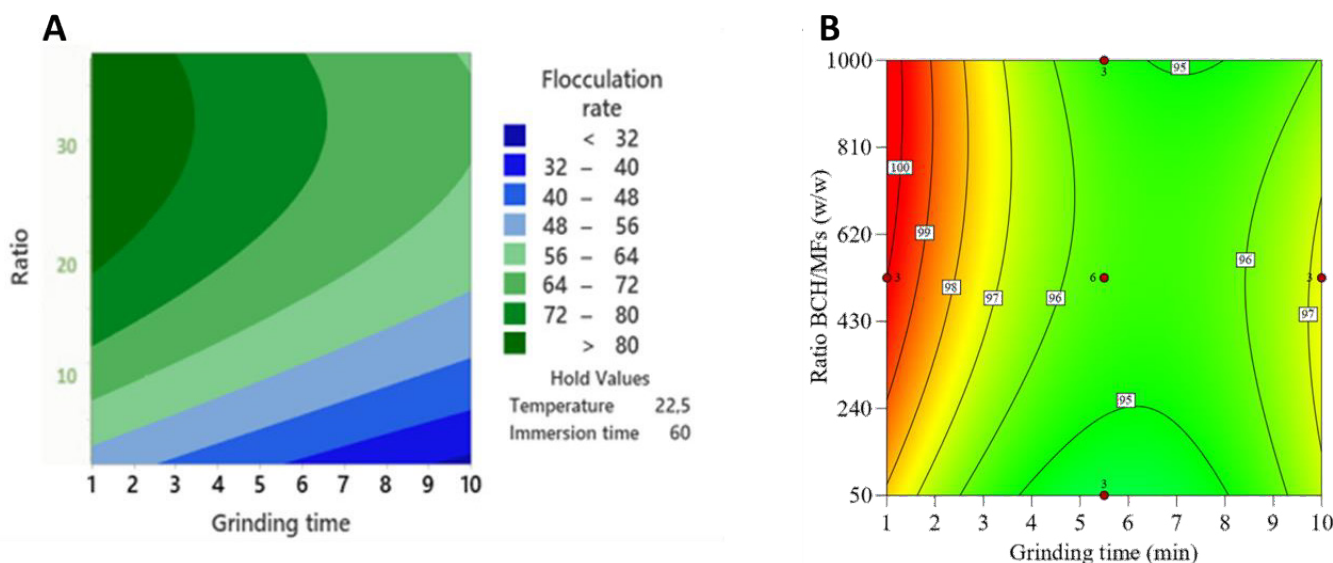 A
Ratio
30
20
10
1 2 3 4 5 6 7 8 9 10
Grinding time
Flocculation
rate
< 32
32 – 40
40 – 48
48 – 56
56 – 64
64 – 72
72 – 80
> 80
Hold Values
Temperature 22,5
Immersion time 60
B
Ratio BCH/MFs (w/w)
1000
810
620
430
240
50
3
95
100
99
98
97
96
3
6
3
96
97
95
3
1 2 3 4 5 6 7 8 9 10
Grinding time (min)